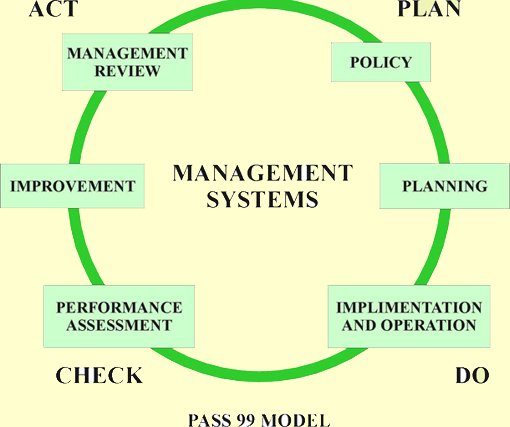 ACT
PLAN
MANAGEMENT
REVIEW
POLICY
MANAGEMENT
SYSTEMS
IMPROVEMENT
PLANNING
PERFORMANCE
ASSESSMENT
IMPLIMENTATION
AND OPERATION
CHECK
DO
PASS 99 MODEL